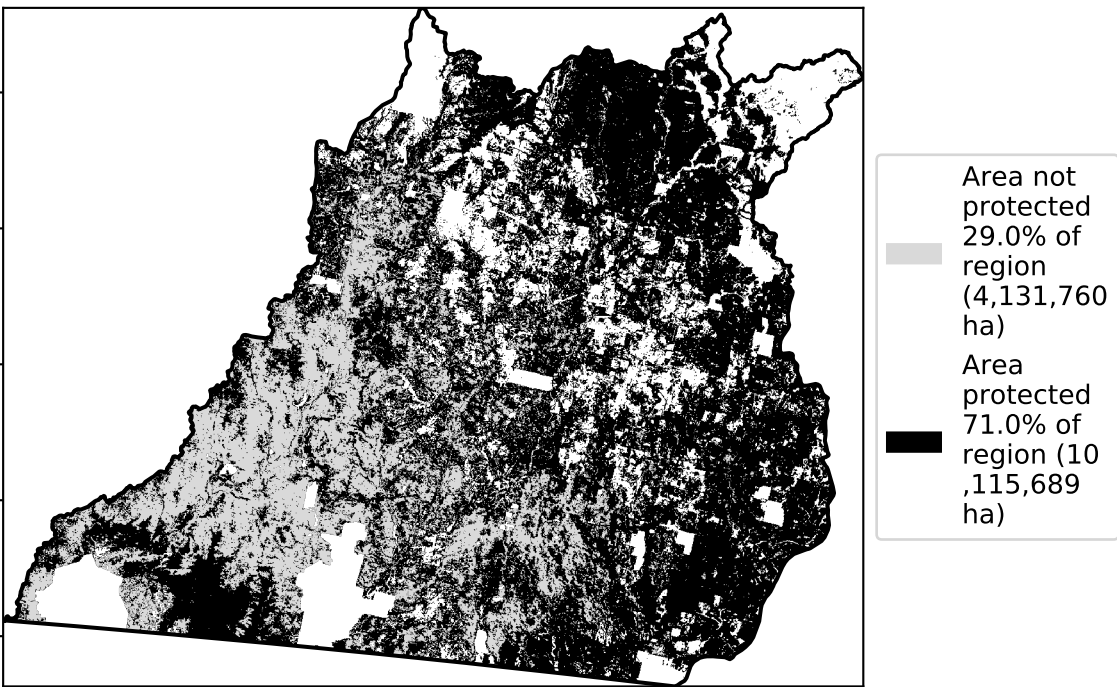 Area not
protected
29.0% of
region
(4,131,760
ha)
Area
protected
71.0% of
region (10
,115,689
ha)